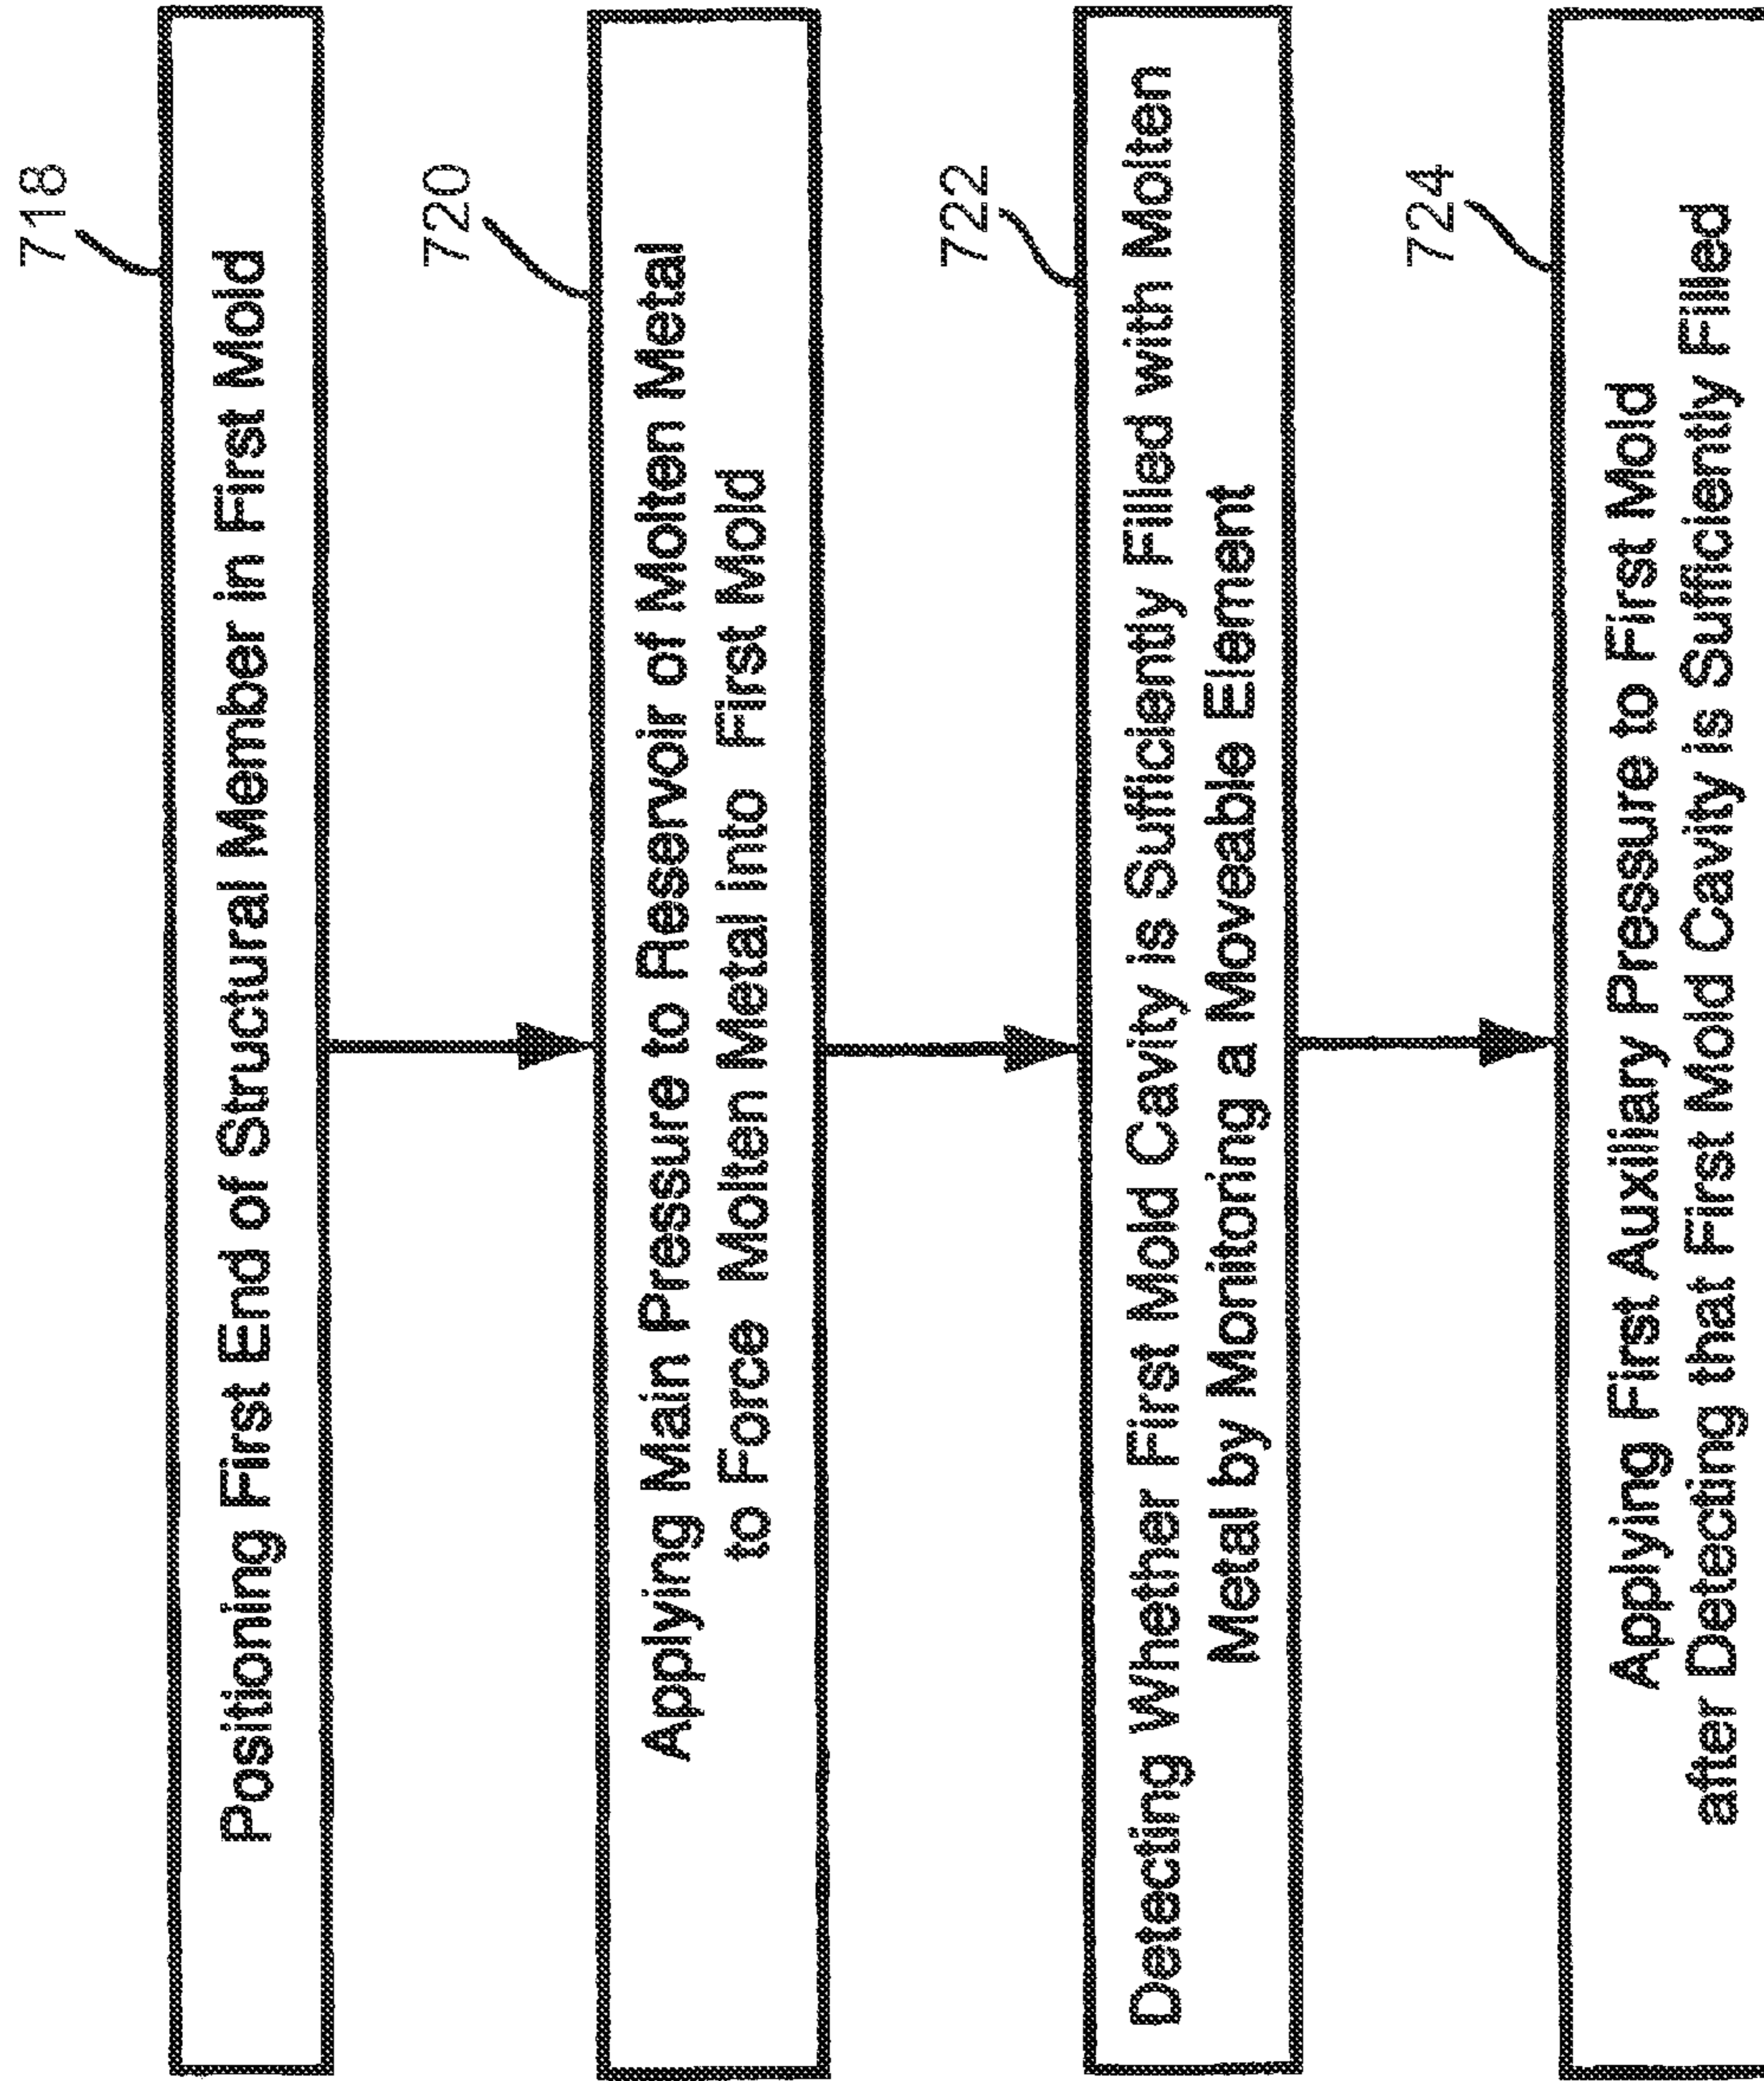 718
Positioning First End of Structural Member in First Mold
720
Applying Main Pressure to Reservoir of Molten Metal
to Force Molten Metal into First Mold
722
Detecting Whether First Mold Cavity is Sufficiently Filled with Molten
Metal by Monitoring a Moveable Element
724
Applying First Auxiliary Pressure to First Mold
after Detecting that First Mold Cavity is Sufficiently Filled